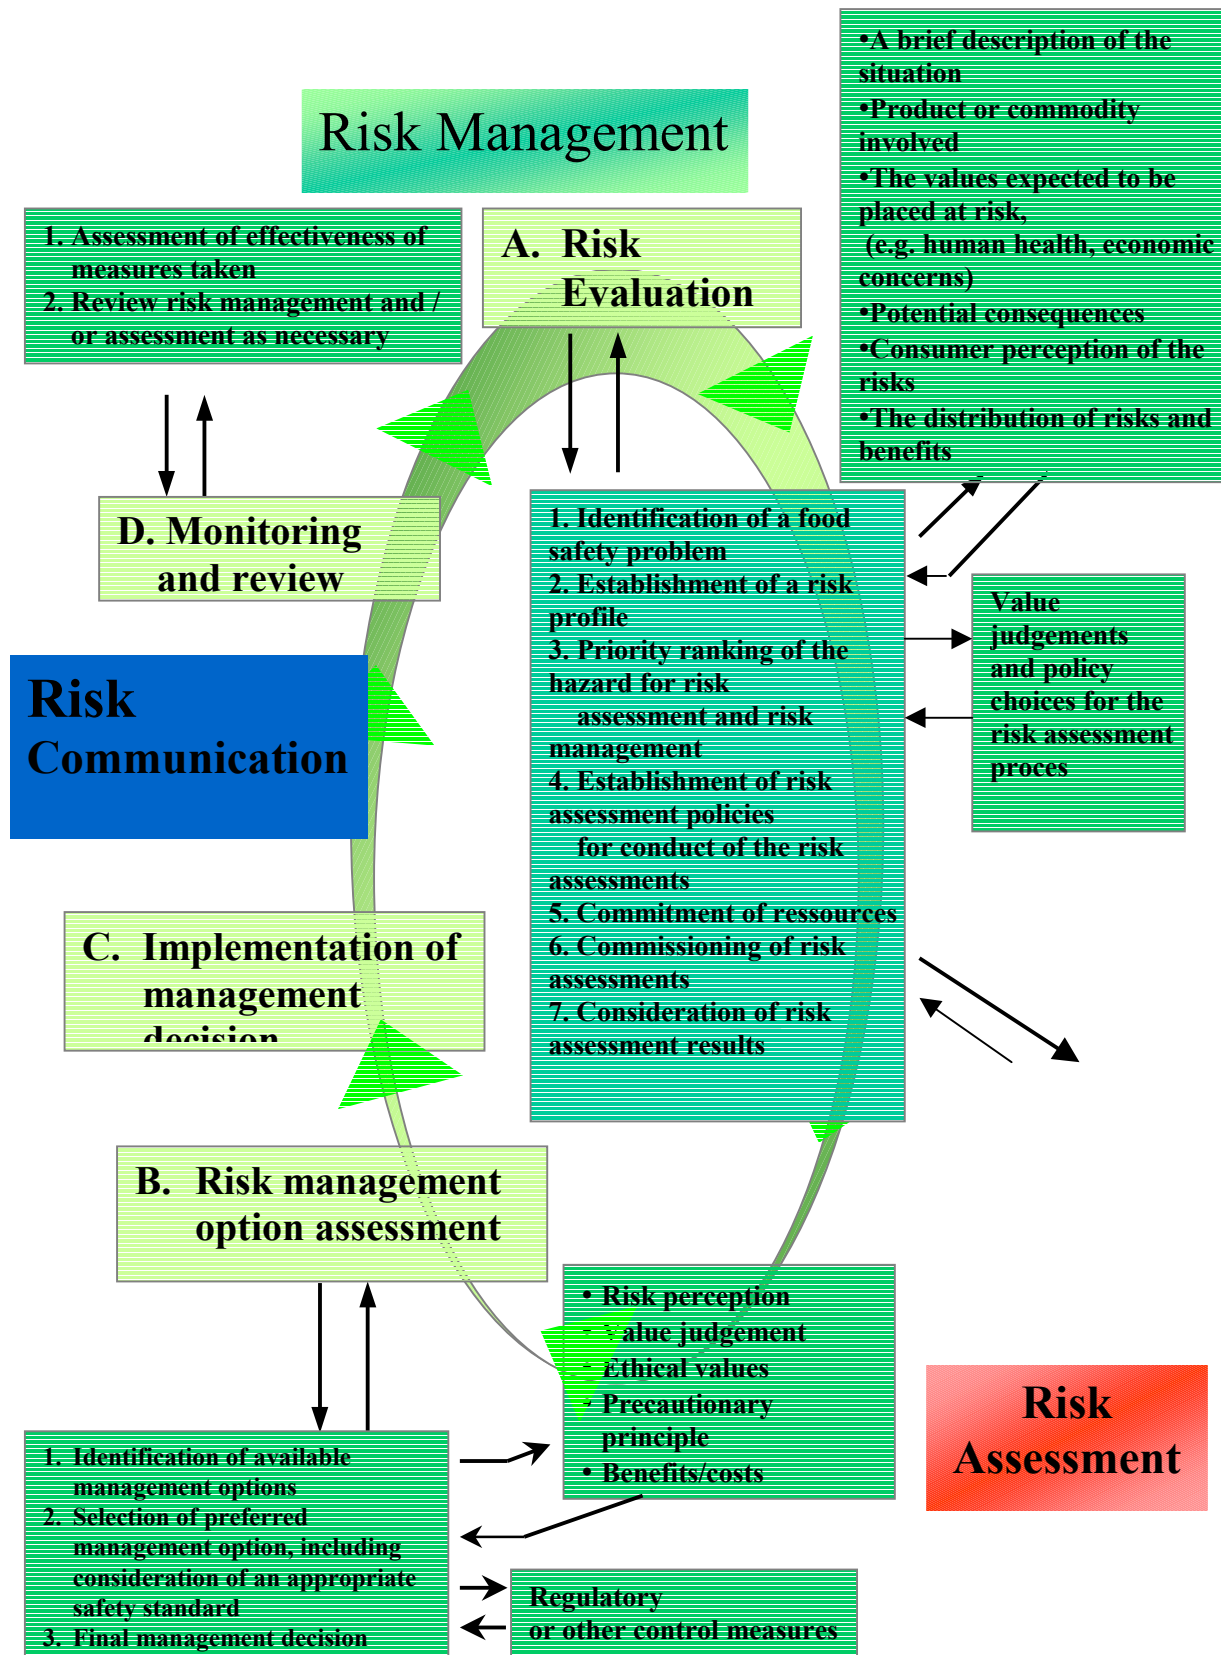 Risk Management
•A brief description of the
situation
•Product or commodity
involved
•The values expected to be
placed at risk,
(e.g. human health, economic
concerns)
•Potential consequences
•Consumer perception of the
risks
•The distribution of risks and
benefits
1. Assessment of effectiveness of
measures taken
2. Review risk management and /
or assessment as necessary
A. Risk
Evaluation
D. Monitoring
and review
1. Identification of a food
safety problem
2. Establishment of a risk
profile
3. Priority ranking of the
hazard for risk
assessment and risk
management
4. Establishment of risk
assessment policies
for conduct of the risk
assessments
5. Commitment of ressources
6. Commissioning of risk
assessments
7. Consideration of risk
assessment results
Value
judgements
and policy
choices for the
risk assessment
proces
Risk
Communication
C. Implementation of
management
decision
B. Risk management
option assessment
• Risk perception
• Value judgement
• Ethical values
• Precautionary
principle
• Benefits/costs
Risk
Assessment
1. Identification of available
management options
2. Selection of preferred
management option, including
consideration of an appropriate
safety standard
3. Final management decision
Regulatory
or other control measures